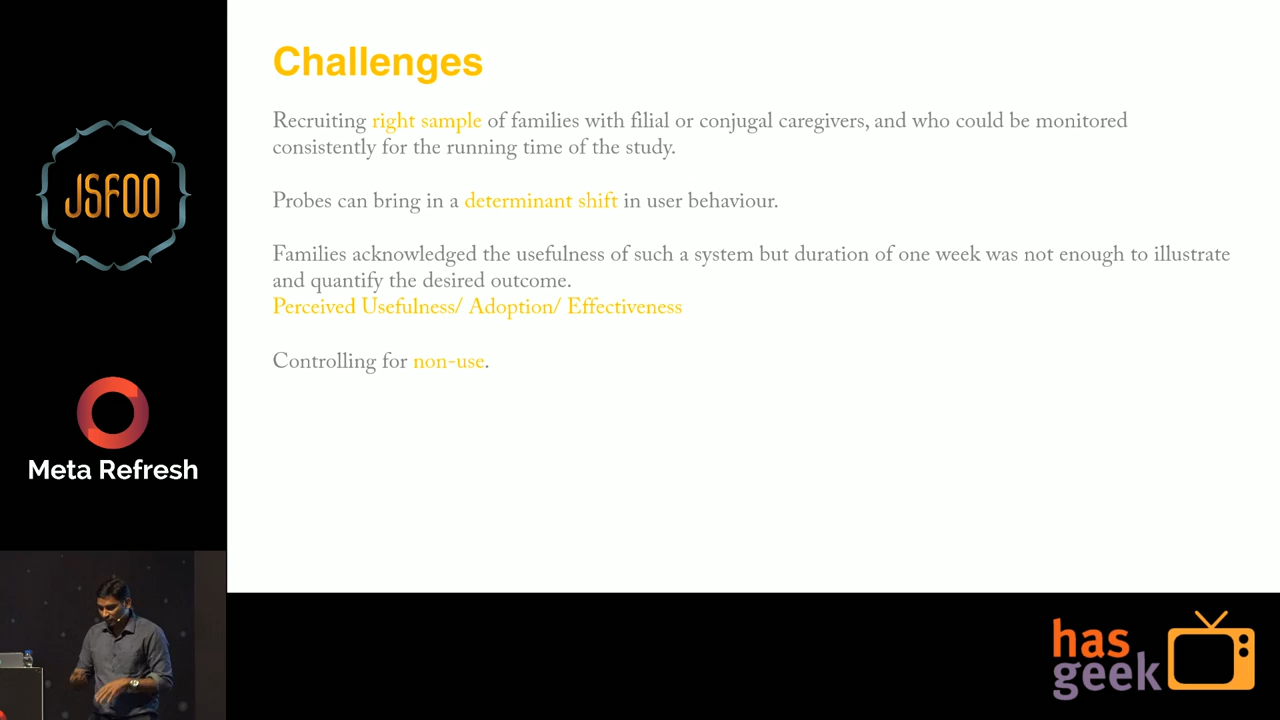 Challenges
Recruiting right sample of families with filial or conjugal caregivers, and who could be monitored
consistently for the running time of the study.
Probes can bring in a determinant shift in user behaviour.
Families acknowledged the usefulness of such a system but duration of one week was not enough to illustrate
and quantify the desired outcome.
Perceived Usefulness/ Adoption/ Effectiveness
Controlling for non-use.
JSFOO
Meta Refresh
has
geek